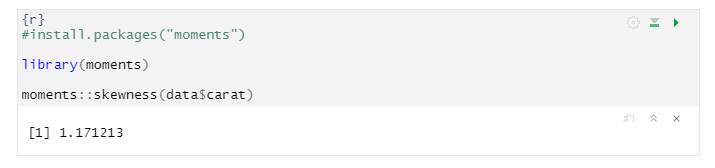 {r}
#install.packages("moments")
library(moments)
moments::skewness(data$carat)
[1] 1.171213